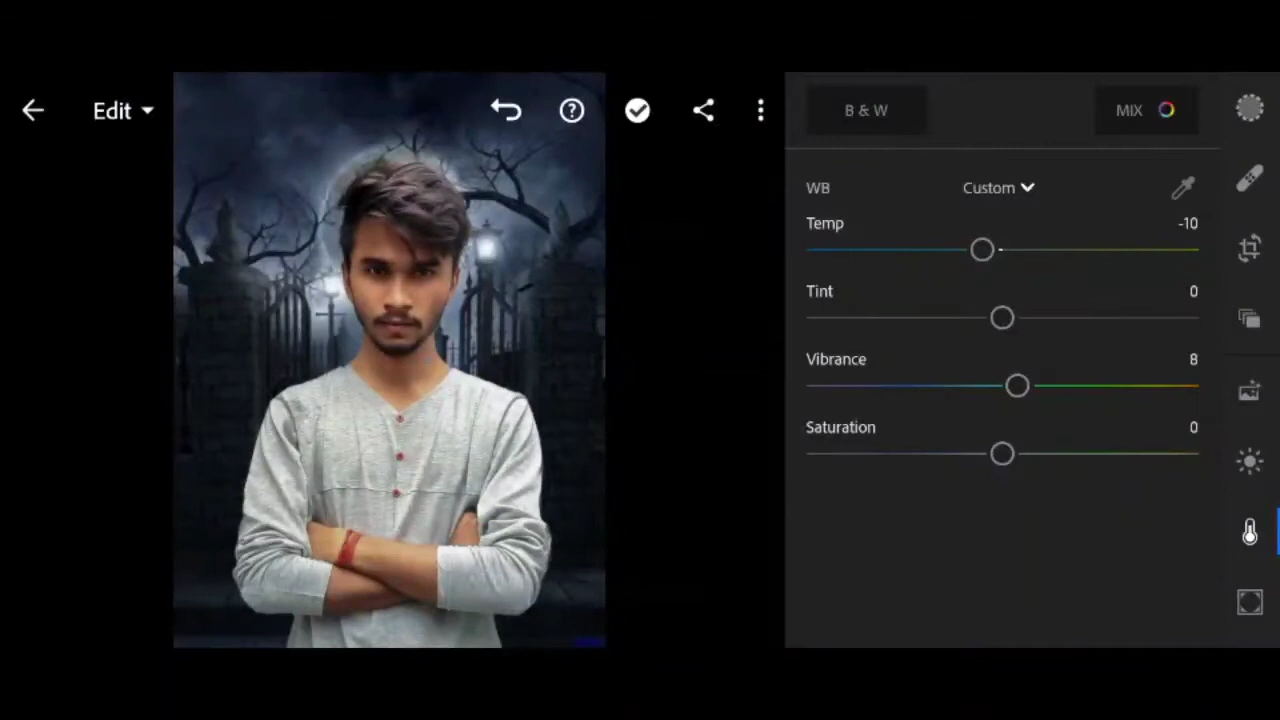 Edit
B & W
MIX
WB
Custom
Temp
-10
Tint
0
Vibrance
8
Saturation
0